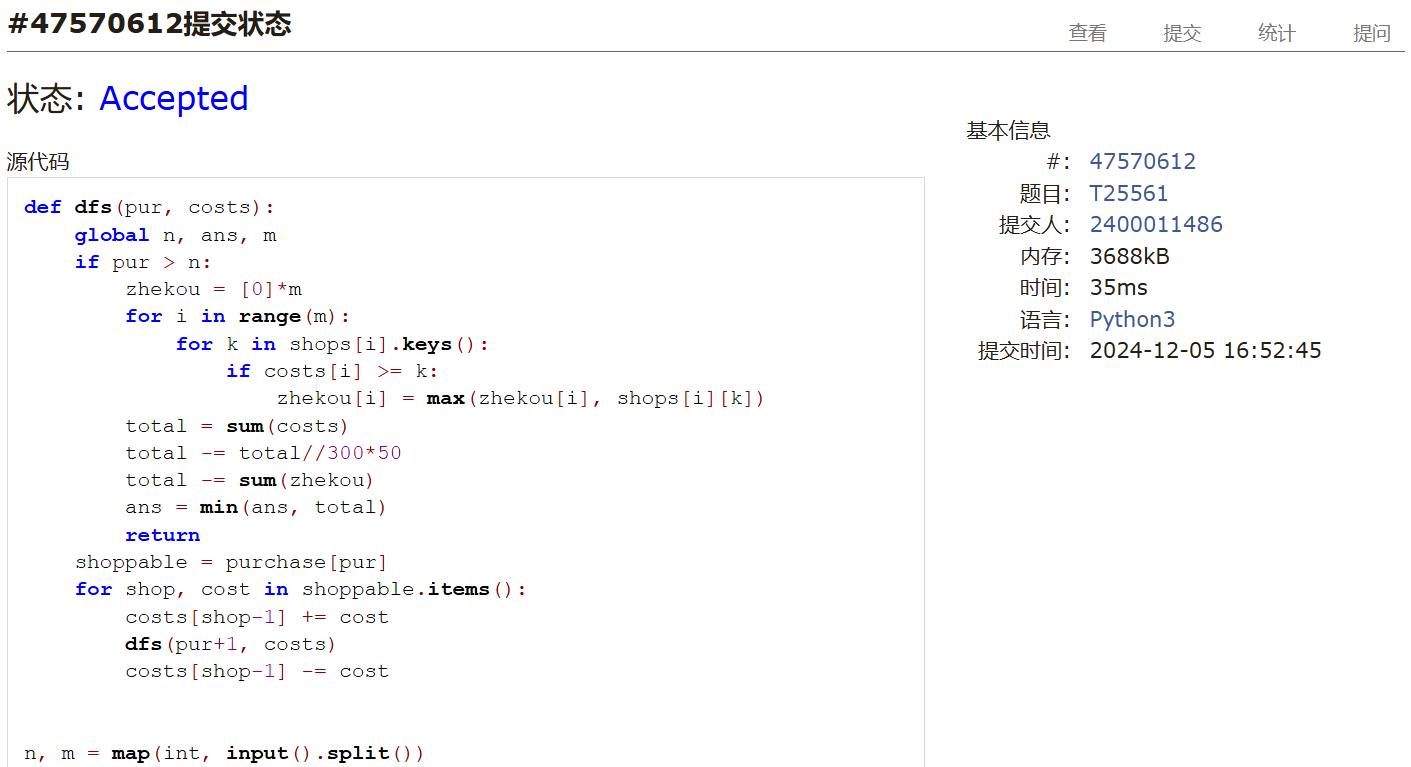 #47570612提交状态
查看 提交 统计 提问
状态: Accepted
源代码
def dfs(pur, costs):
    global n, ans, m
    if pur > n:
        zhekou = [0]*m
        for i in range(m):
            for k in shops[i].keys():
                if costs[i] >= k:
                    zhekou[i] = max(zhekou[i], shops[i][k])
        total = sum(costs)
        total -= total//300*50
        total -= sum(zhekou)
        ans = min(ans, total)
        return
    shoppable = purchase[pur]
    for shop, cost in shoppable.items():
        costs[shop-1] += cost
        dfs(pur+1, costs)
        costs[shop-1] -= cost
n, m = map(int, input().split())
基本信息
#: 47570612
题目: T25561
提交人: 2400011486
内存: 3688kB
时间: 35ms
语言: Python3
提交时间: 2024-12-05 16:52:45